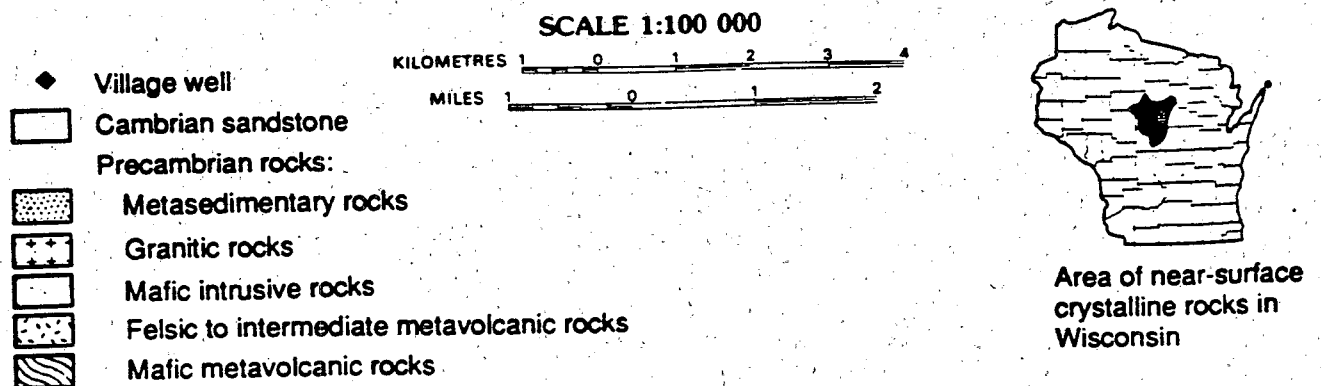 SCALE 1:100 000
KILOMETRES 1 0 1 2 3 4
MILES 1 0 1 2
Village well
Cambrian sandstone
Precambrian rocks:
Metasedimentary rocks
Granitic rocks
Mafic intrusive rocks
Felsic to intermediate metavolcanic rocks
Mafic metavolcanic rocks
Area of near-surface
crystalline rocks in
Wisconsin